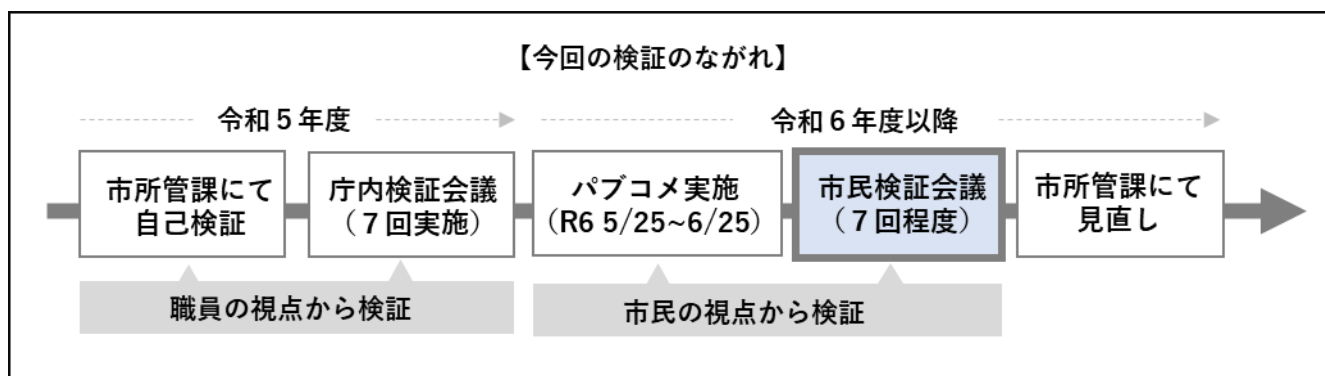 【今回の検証のながれ】
令和５年度
令和６年度以降
市所管課にて
自己検証
庁内検証会議
（７回実施）
パブコメ実施
（R6 5/25~6/25）
市民検証会議
（７回程度）
市所管課にて
見直し
職員の視点から検証
市民の視点から検証